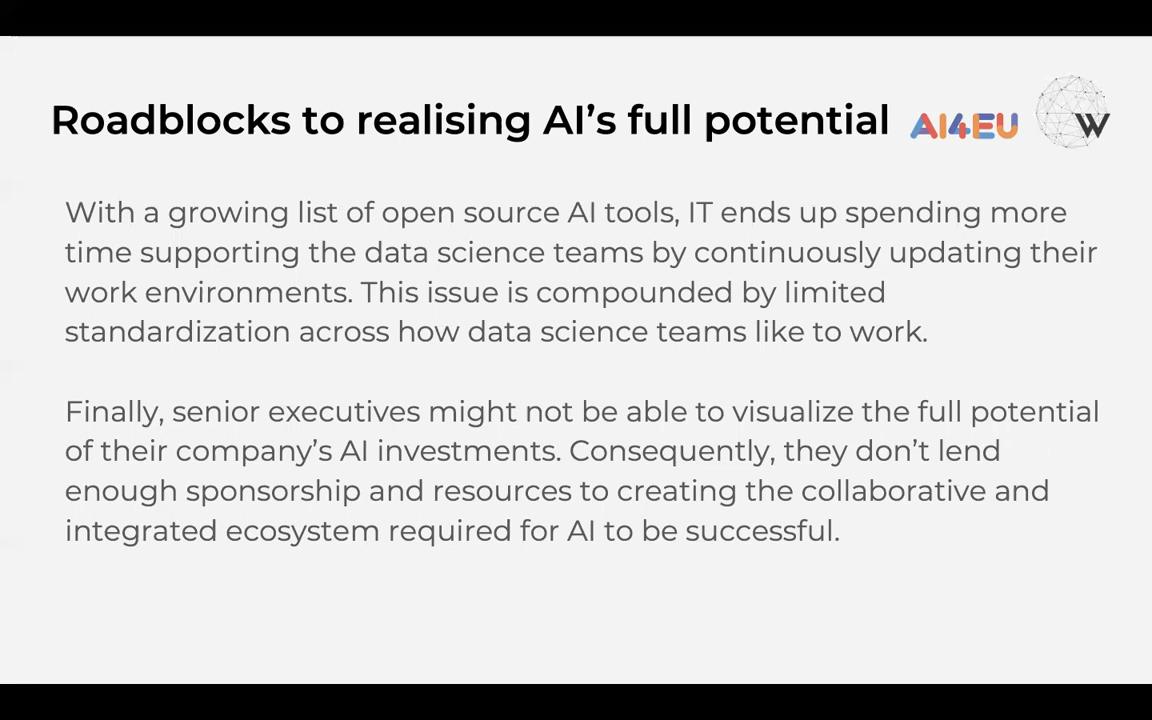 Roadblocks to realising AI's full potential
AI4EU
W
With a growing list of open source AI tools, IT ends up spending more
time supporting the data science teams by continuously updating their
work environments. This issue is compounded by limited
standardization across how data science teams like to work.
Finally, senior executives might not be able to visualize the full potential
of their company's AI investments. Consequently, they don't lend
enough sponsorship and resources to creating the collaborative and
integrated ecosystem required for AI to be successful.